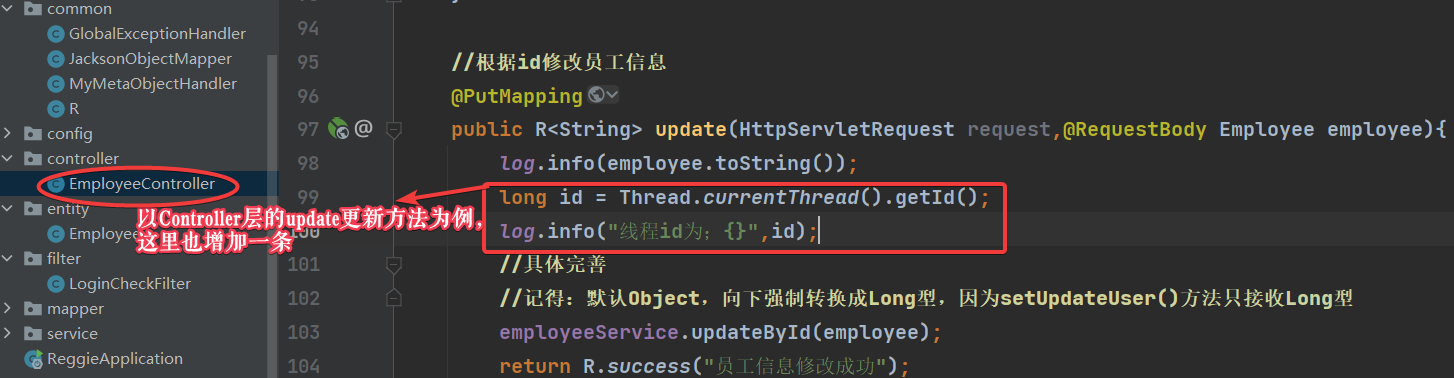 common
GlobalExceptionHandler
JacksonObjectMapper
MyMetaObjectHandler
R
config
controller
EmployeeController
entity
Employee
filter
LoginCheckFilter
mapper
service
ReggieApplication
以Controller层的update更新方法为例,
这里也增加一条
94
95 //根据id修改员工信息
96 @PutMapping
97 @ public R<String> update(HttpServletRequest request,@RequestBody Employee employee){
98 log.info(employee.toString());
99 long id = Thread.currentThread().getId();
100 log.info("线程id为；{}",id);
101 //具体完善
102 //记得：默认Object，向下强制转换成Long型，因为setUpdateUser()方法只接收Long型
103 employeeService.updateById(employee);
104 return R.success("员工信息修改成功");